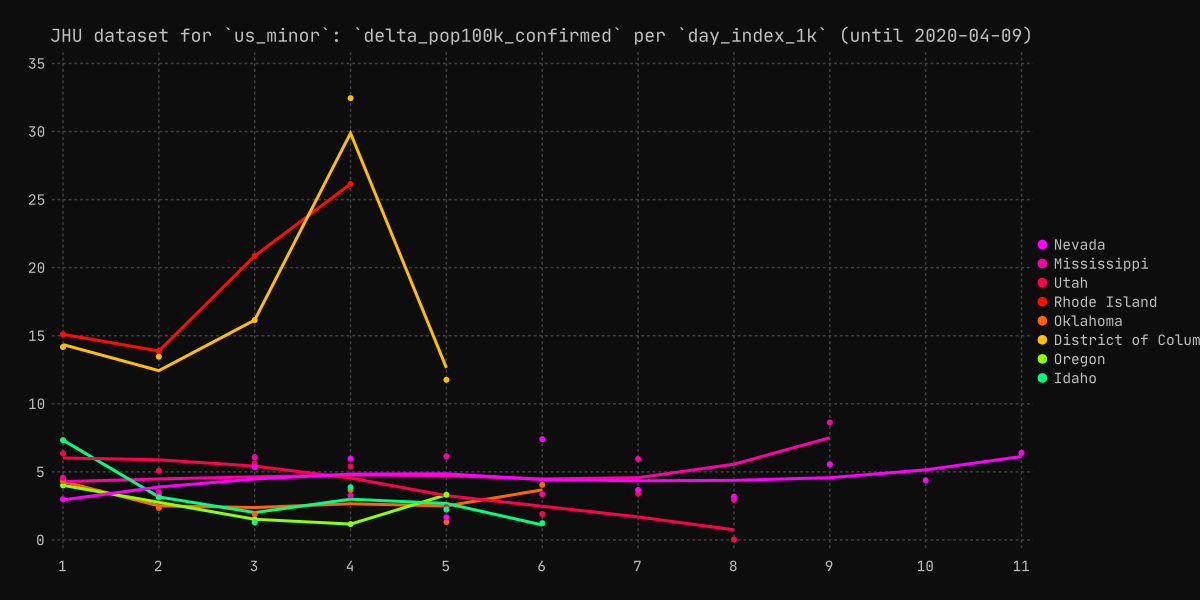 JHU dataset for `us_minor`: `delta_pop100k_confirmed` per `day_index_1k` (until 2020-04-09)
35
30
25
20
15
10
5
0
1 2 3 4 5 6 7 8 9 10 11
Nevada
Mississippi
Utah
Rhode Island
Oklahoma
District of Colum
Oregon
Idaho